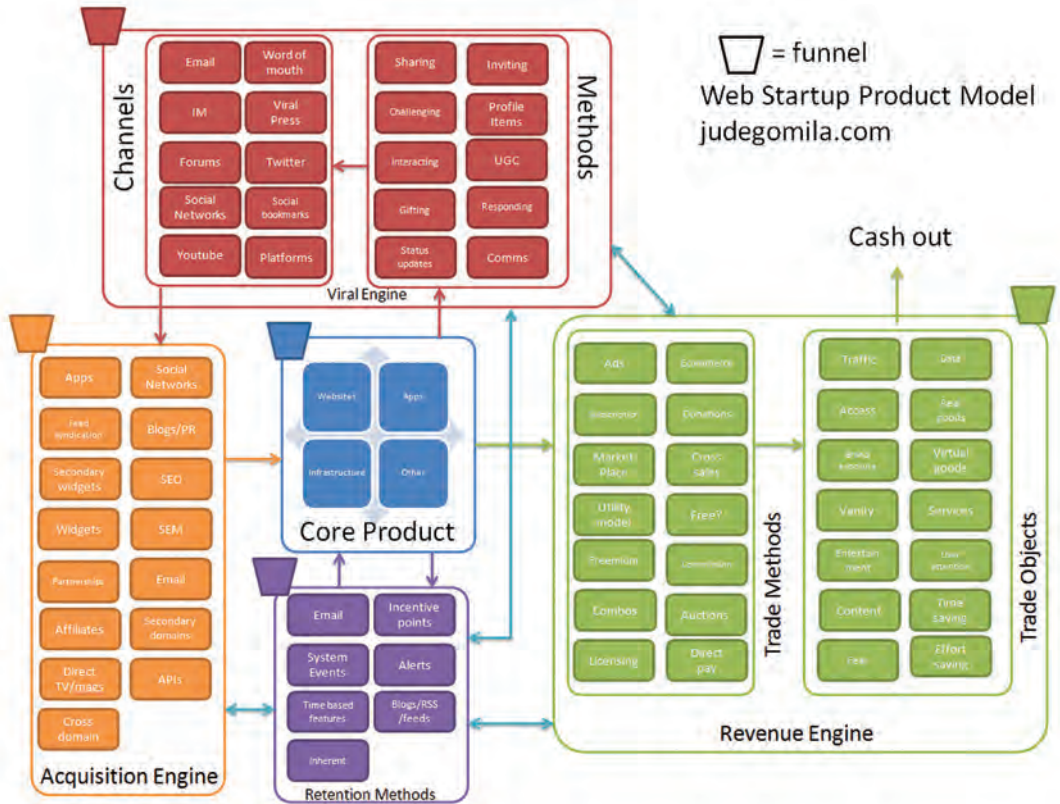 = funnel
Web Startup Product Model
judegomila.com
Channels
Email
Word of
mouth
IM
Viral
Press
Forums
Twitter
Social
Networks
Social
bookmarks
Youtube
Platforms
Methods
Sharing
Inviting
Challenging
Profile
Items
Interacting
UGC
Gifting
Responding
Status
updates
Comms
Viral Engine
Cash out
Apps
Social
Networks
Blogs/PR
Secondary
widgets
SEO
Widgets
SEM
Partnerships
Email
Affiliates
Secondary
domains
Direct
TV/mags
APIs
Cross
domain
Acquisition Engine
Websites
Apps
Infrastructure
Other
Core Product
Email
Incentive
points
System
Events
Alerts
Time based
features
Blogs/RSS
/feeds
Inherent
Retention Methods
Ads
Donations
Market
Place
Cross
sales
Utility
model
Free?
Freemium
Combos
Auctions
Licensing
Direct
pay
Trade Methods
Traffic
Access
Real
goods
Virtual
goods
Vanity
Services
Entertain
ment
Content
Time
saving
Effort
saving
Trade Objects
Revenue Engine